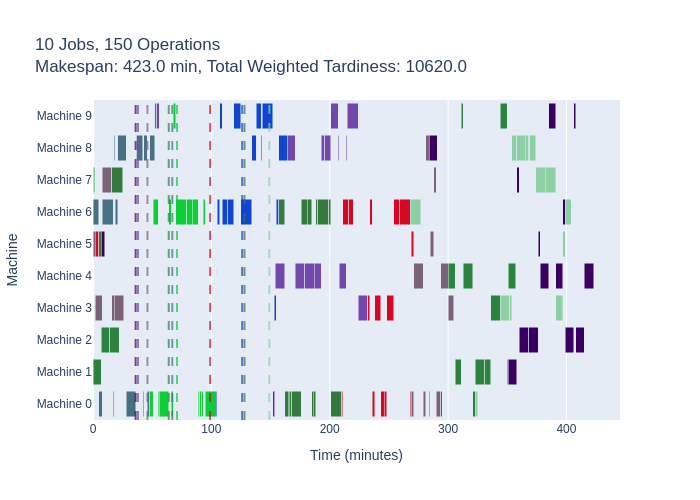 10 Jobs, 150 Operations
Makespan: 423.0 min, Total Weighted Tardiness: 10620.0
Machine 9
Machine 8
Machine 7
Machine 6
Machine 5
Machine 4
Machine 3
Machine 2
Machine 1
Machine 0
Machine
0 100 200 300 400
Time (minutes)